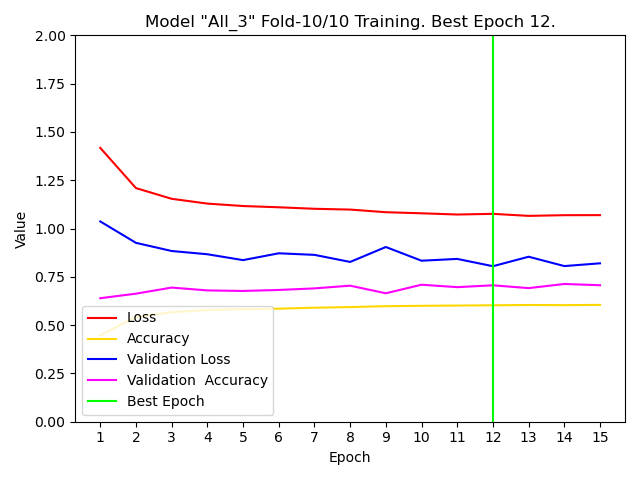 Model "All_3" Fold-10/10 Training. Best Epoch 12.
2.00
1.75
1.50
1.25
1.00
0.75
0.50
0.25
0.00
Value
Loss
Accuracy
Validation Loss
Validation  Accuracy
Best Epoch
1 2 3 4 5 6 7 8 9 10 11 12 13 14 15
Epoch